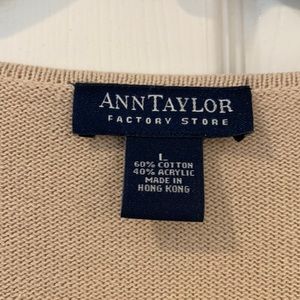 ANNTAYLOR
FACTORY STORE
L
60% COTTON
40% ACRYLIC
MADE IN
HONG KONG